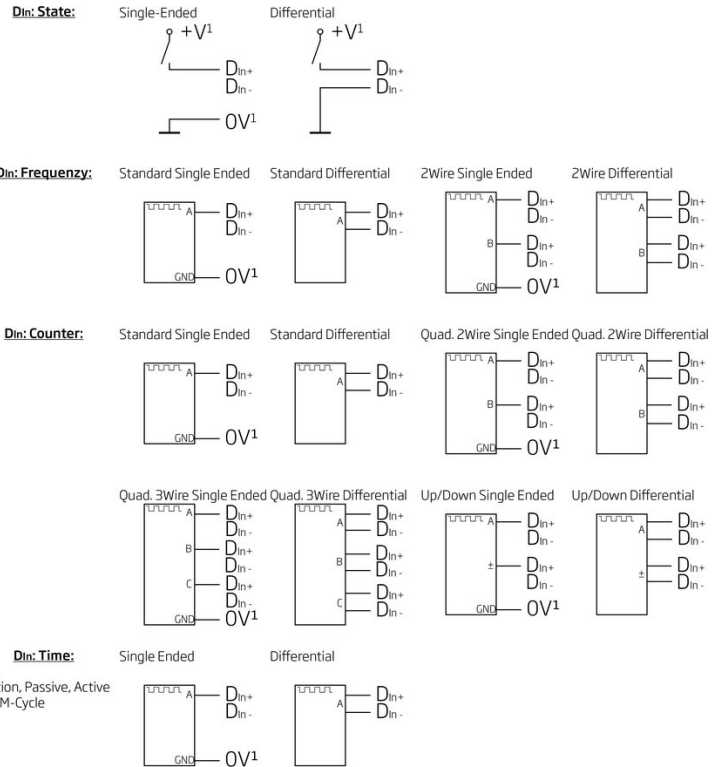 DIn: State:
Single-Ended
Differential
+V1
DIn+
DIn -
0V1
+V1
DIn+
DIn -
DIn: Frequenzy:
Standard Single Ended
Standard Differential
2Wire Single Ended
2Wire Differential
A DIn+
DIn -
GND 0V1
A DIn+
DIn -
A DIn+
DIn -
B DIn+
DIn -
GND 0V1
A DIn+
DIn -
B DIn+
DIn -
DIn: Counter:
Standard Single Ended
Standard Differential
Quad. 2Wire Single Ended
Quad. 2Wire Differential
A DIn+
DIn -
GND 0V1
A DIn+
DIn -
A DIn+
DIn -
B DIn+
DIn -
GND 0V1
A DIn+
DIn -
B DIn+
DIn -
Quad. 3Wire Single Ended
Quad. 3Wire Differential
Up/Down Single Ended
Up/Down Differential
A DIn+
DIn -
B DIn+
DIn -
C DIn+
DIn -
GND 0V1
A DIn+
DIn -
B DIn+
DIn -
C DIn+
DIn -
A DIn+
DIn -
± DIn+
DIn -
GND 0V1
A DIn+
DIn -
± DIn+
DIn -
DIn: Time:
Single Ended
Differential
Passive, Active
M-Cycle
A DIn+
DIn -
GND 0V1
A DIn+
DIn -